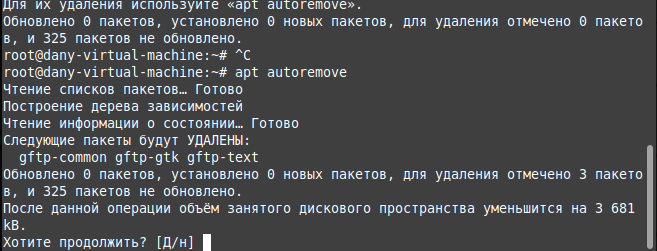 Для их удаления используйте «apt autoremove».
Обновлено 0 пакетов, установлено 0 новых пакетов, для удаления отмечено 0 пакето
в, и 325 пакетов не обновлено.
root@dany-virtual-machine:~# ^C
root@dany-virtual-machine:~# apt autoremove
Чтение списков пакетов… Готово
Построение дерева зависимостей
Чтение информации о состоянии… Готово
Следующие пакеты будут УДАЛЕНЫ:
  gftp-common gftp-gtk gftp-text
Обновлено 0 пакетов, установлено 0 новых пакетов, для удаления отмечено 3 пакето
в, и 325 пакетов не обновлено.
После данной операции объём занятого дискового пространства уменьшится на 3 681
kB.
Хотите продолжить? [Д/н]